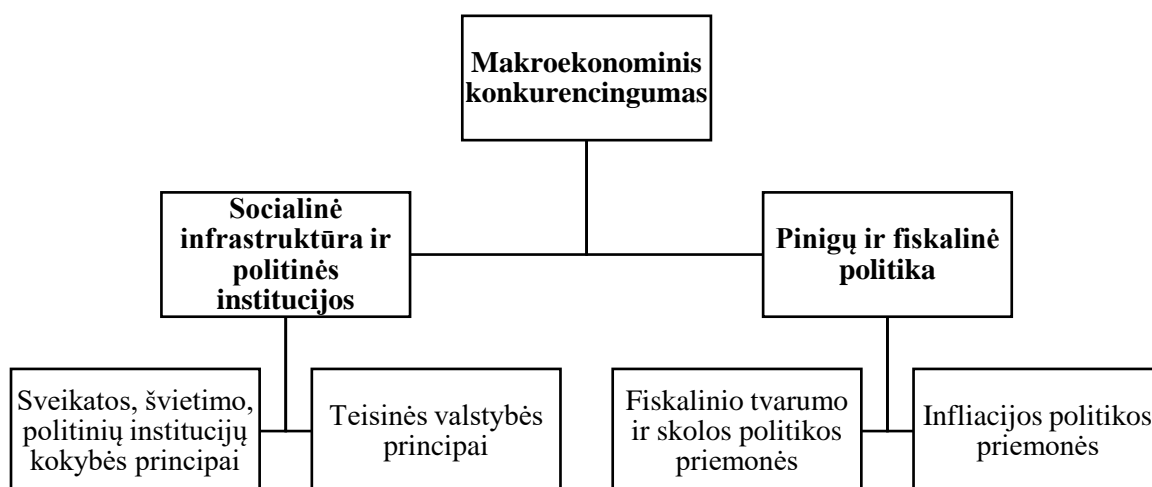 Makroekonominis
konkurencingumas
Socialinė
infrastruktūra ir
politinės
institucijos
Pinigų ir fiskalinė
politika
Sveikatos, švietimo,
politinių institucijų
kokybės principai
Teisinės valstybės
principai
Fiskalinio tvarumo
ir skolos politikos
priemonės
Infliacijos politikos
priemonės